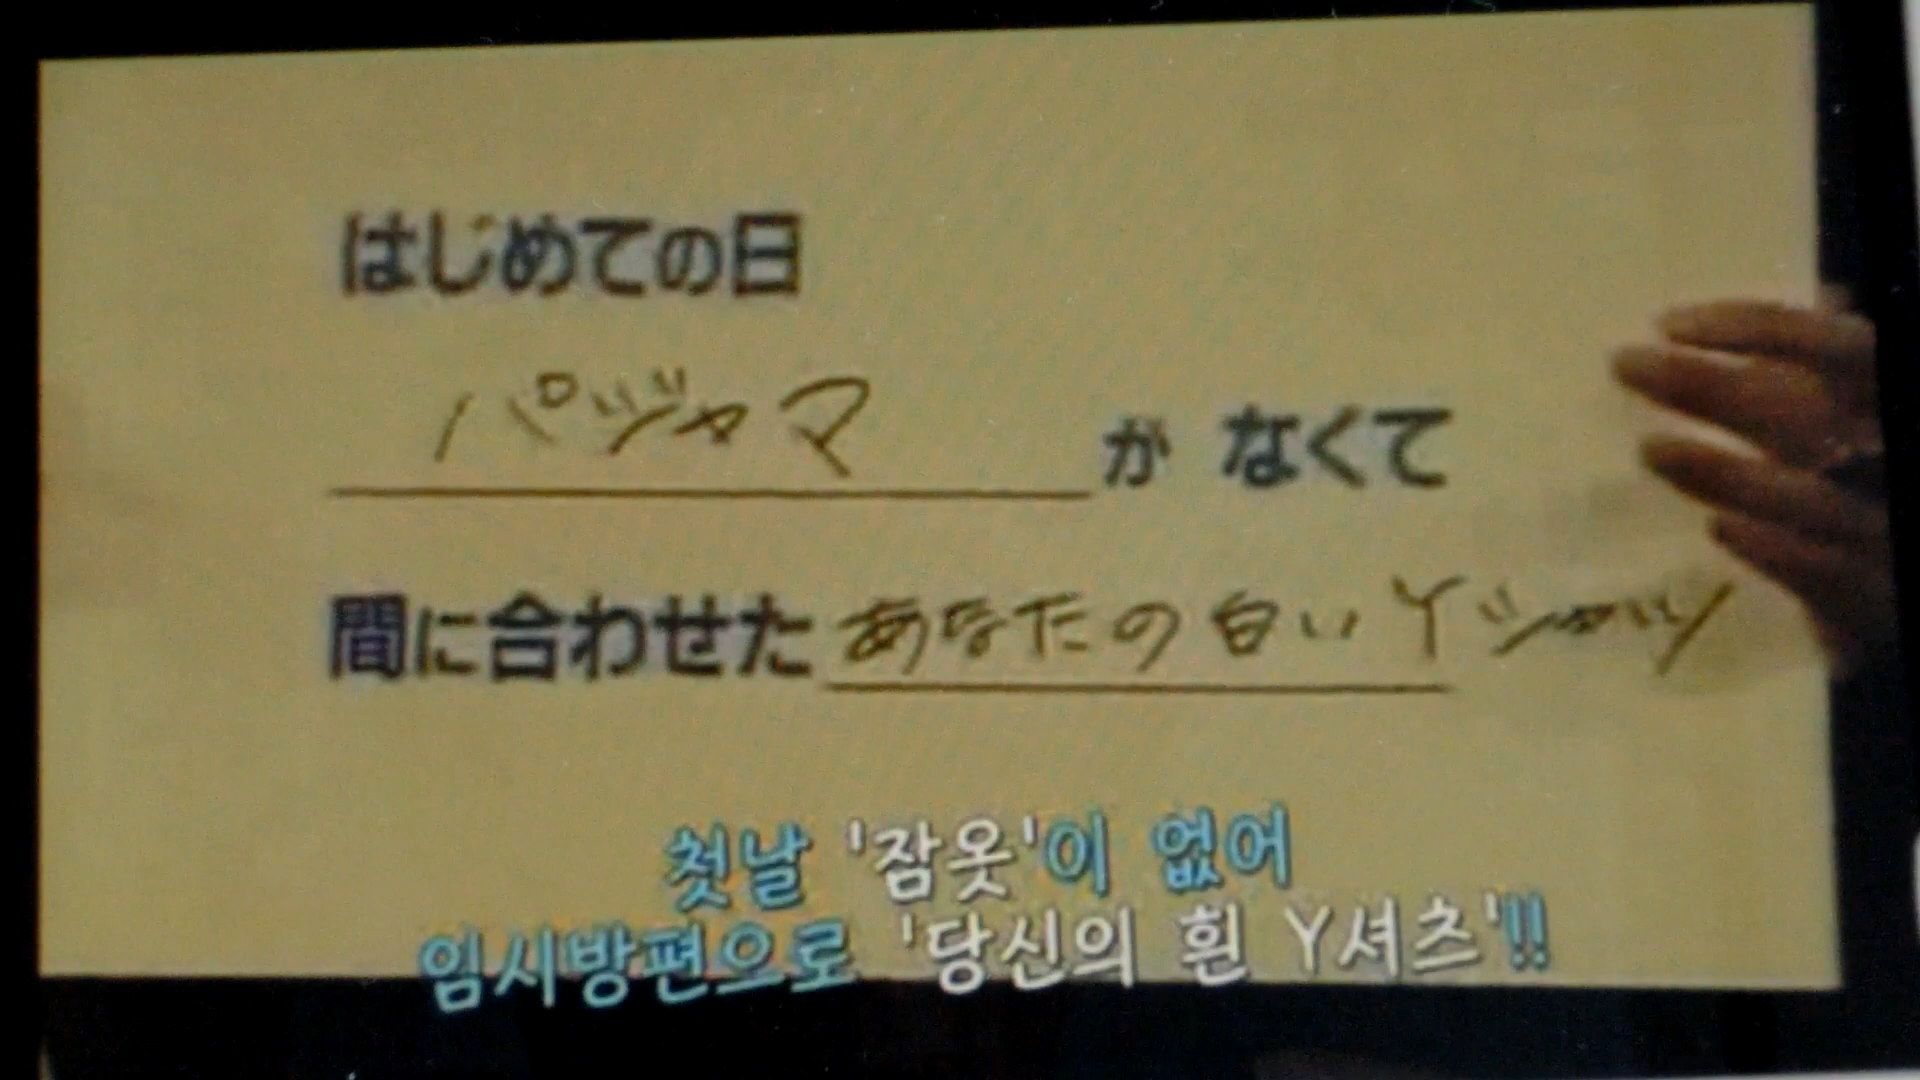 はじめての日
パジャマが なくて
間に合わせたあなたの白いYシャツ
첫날 '잠옷'이 없어
임시방편으로 '당신의 흰 Y셔츠'!!